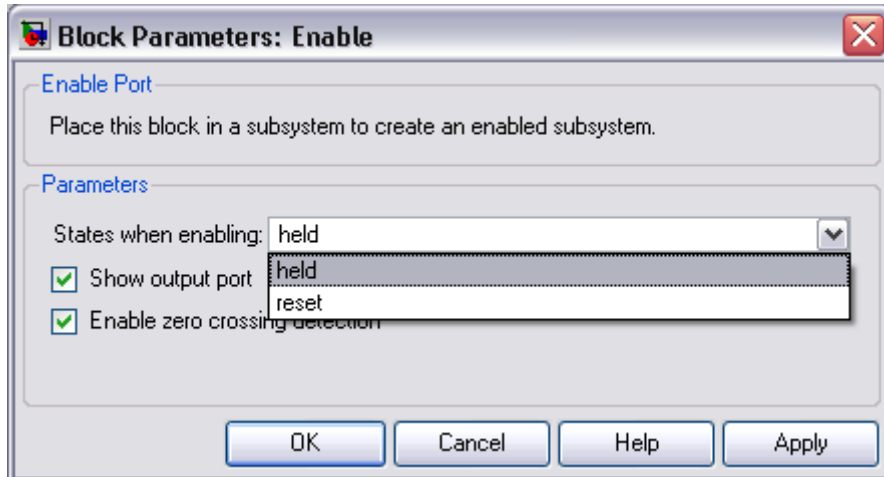 Block Parameters: Enable
Enable Port
Place this block in a subsystem to create an enabled subsystem.
Parameters
States when enabling: held
held
Show output port
reset
Enable zero crossing detection
OK Cancel Help Apply